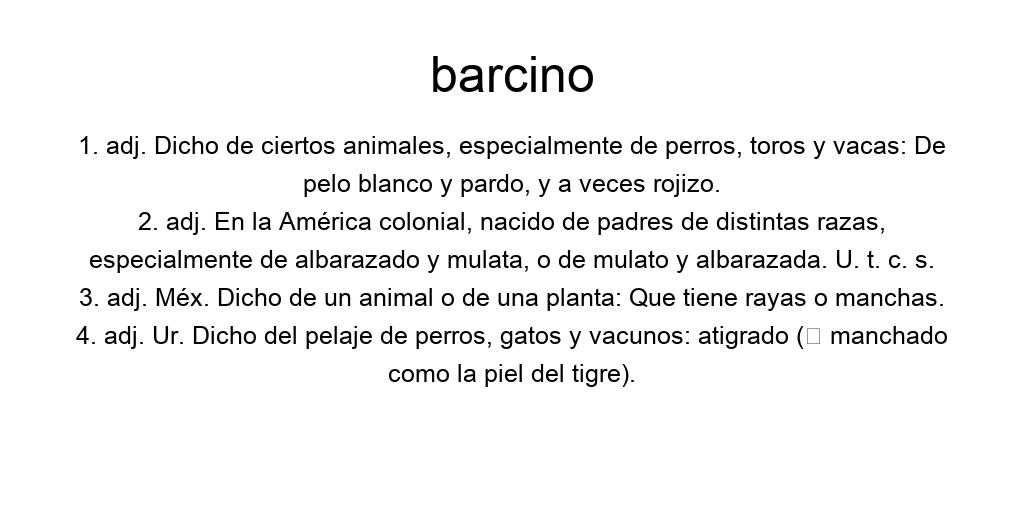 barcino
1. adj. Dicho de ciertos animales, especialmente de perros, toros y vacas: De
pelo blanco y pardo, y a veces rojizo.
2. adj. En la América colonial, nacido de padres de distintas razas,
especialmente de albarazado y mulata, o de mulato y albarazada. U. t. c. s.
3. adj. Méx. Dicho de un animal o de una planta: Que tiene rayas o manchas.
4. adj. Ur. Dicho del pelaje de perros, gatos y vacunos: atigrado (▯ manchado
como la piel del tigre).